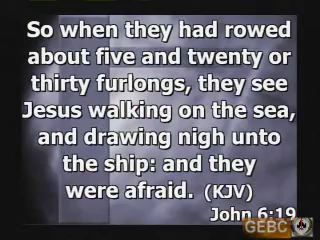 So when they had rowed
about five and twenty or
thirty furlongs, they see
Jesus walking on the sea,
and drawing nigh unto
the ship: and they
were afraid. (KJV)
John 6:19
GEBC